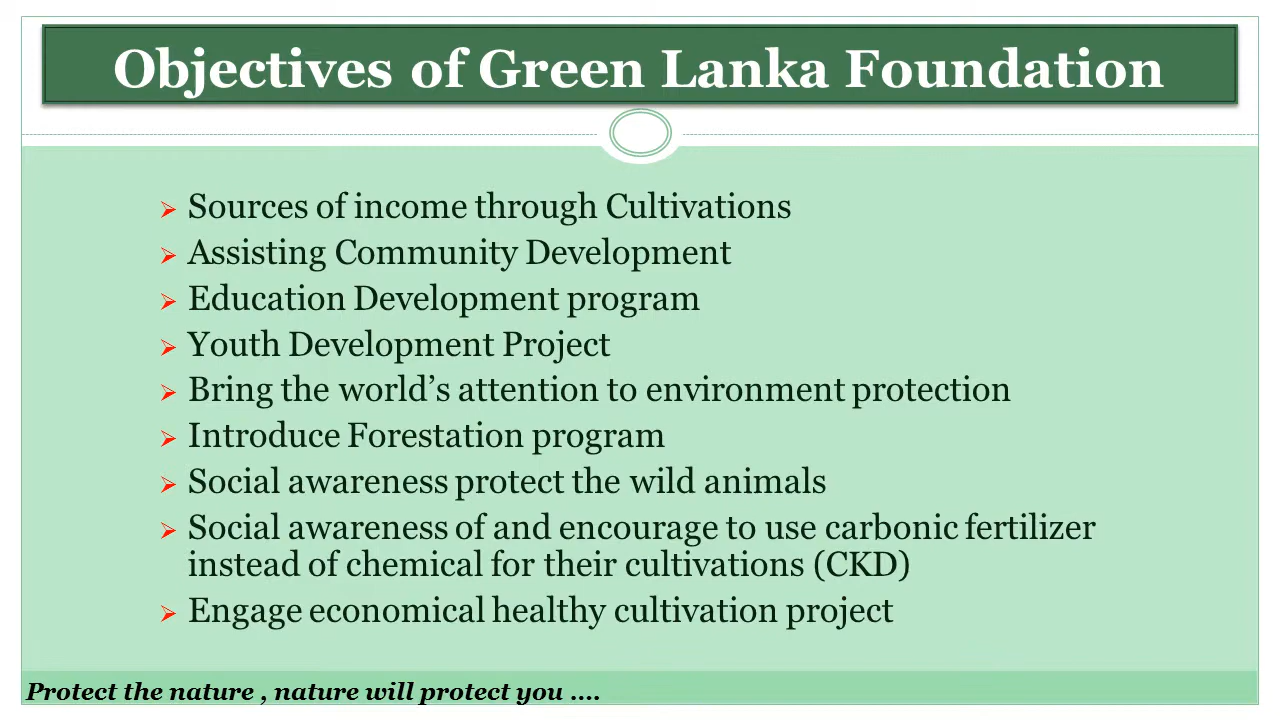 Objectives of Green Lanka Foundation
Sources of income through Cultivations
Assisting Community Development
Education Development program
Youth Development Project
Bring the world’s attention to environment protection
Introduce Forestation program
Social awareness protect the wild animals
Social awareness of and encourage to use carbonic fertilizer
instead of chemical for their cultivations (CKD)
Engage economical healthy cultivation project
Protect the nature , nature will protect you ....